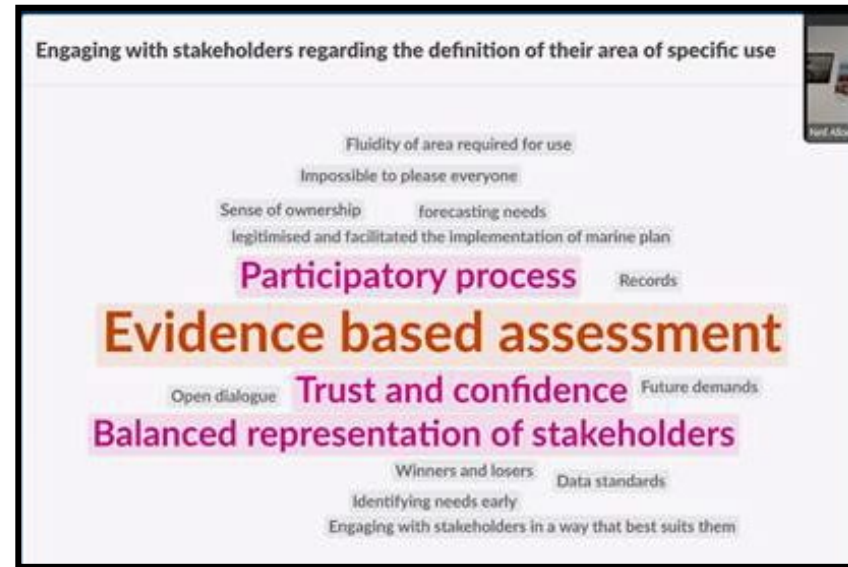 Engaging with stakeholders regarding the definition of their area of specific use
Fluidity of area required for use
Impossible to please everyone
Sense of ownership forecasting needs
legitimised and facilitated the implementation of marine plan
Participatory process Records
Evidence based assessment
Open dialogue Trust and confidence Future demands
Balanced representation of stakeholders
Winners and losers Data standards
Identifying needs early
Engaging with stakeholders in a way that best suits them